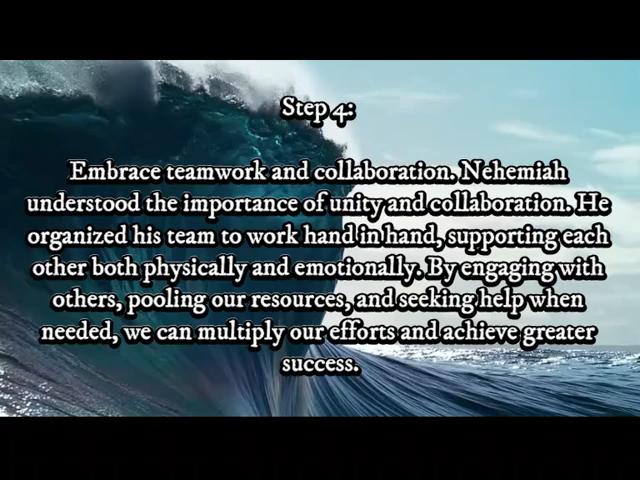 Step 4:
Embrace teamwork and collaboration. Nehemiah
understood the importance of unity and collaboration. He
organized his team to work hand in hand, supporting each
other both physically and emotionally. By engaging with
others, pooling our resources, and seeking help when
needed, we can multiply our efforts and achieve greater
success.